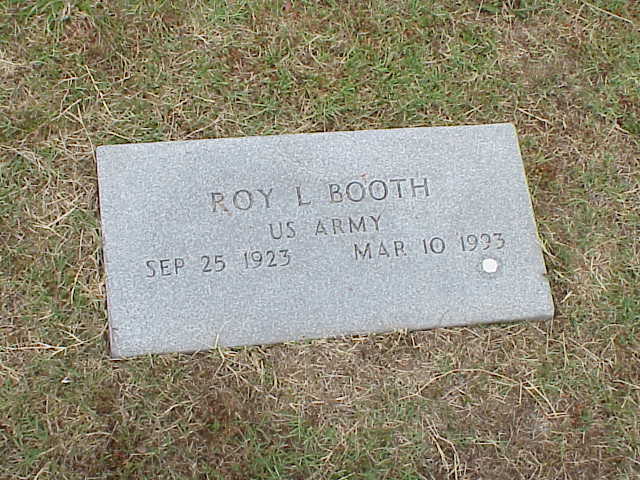 ROY L BOOTH
US ARMY
SEP 25 1923 MAR 10 1993